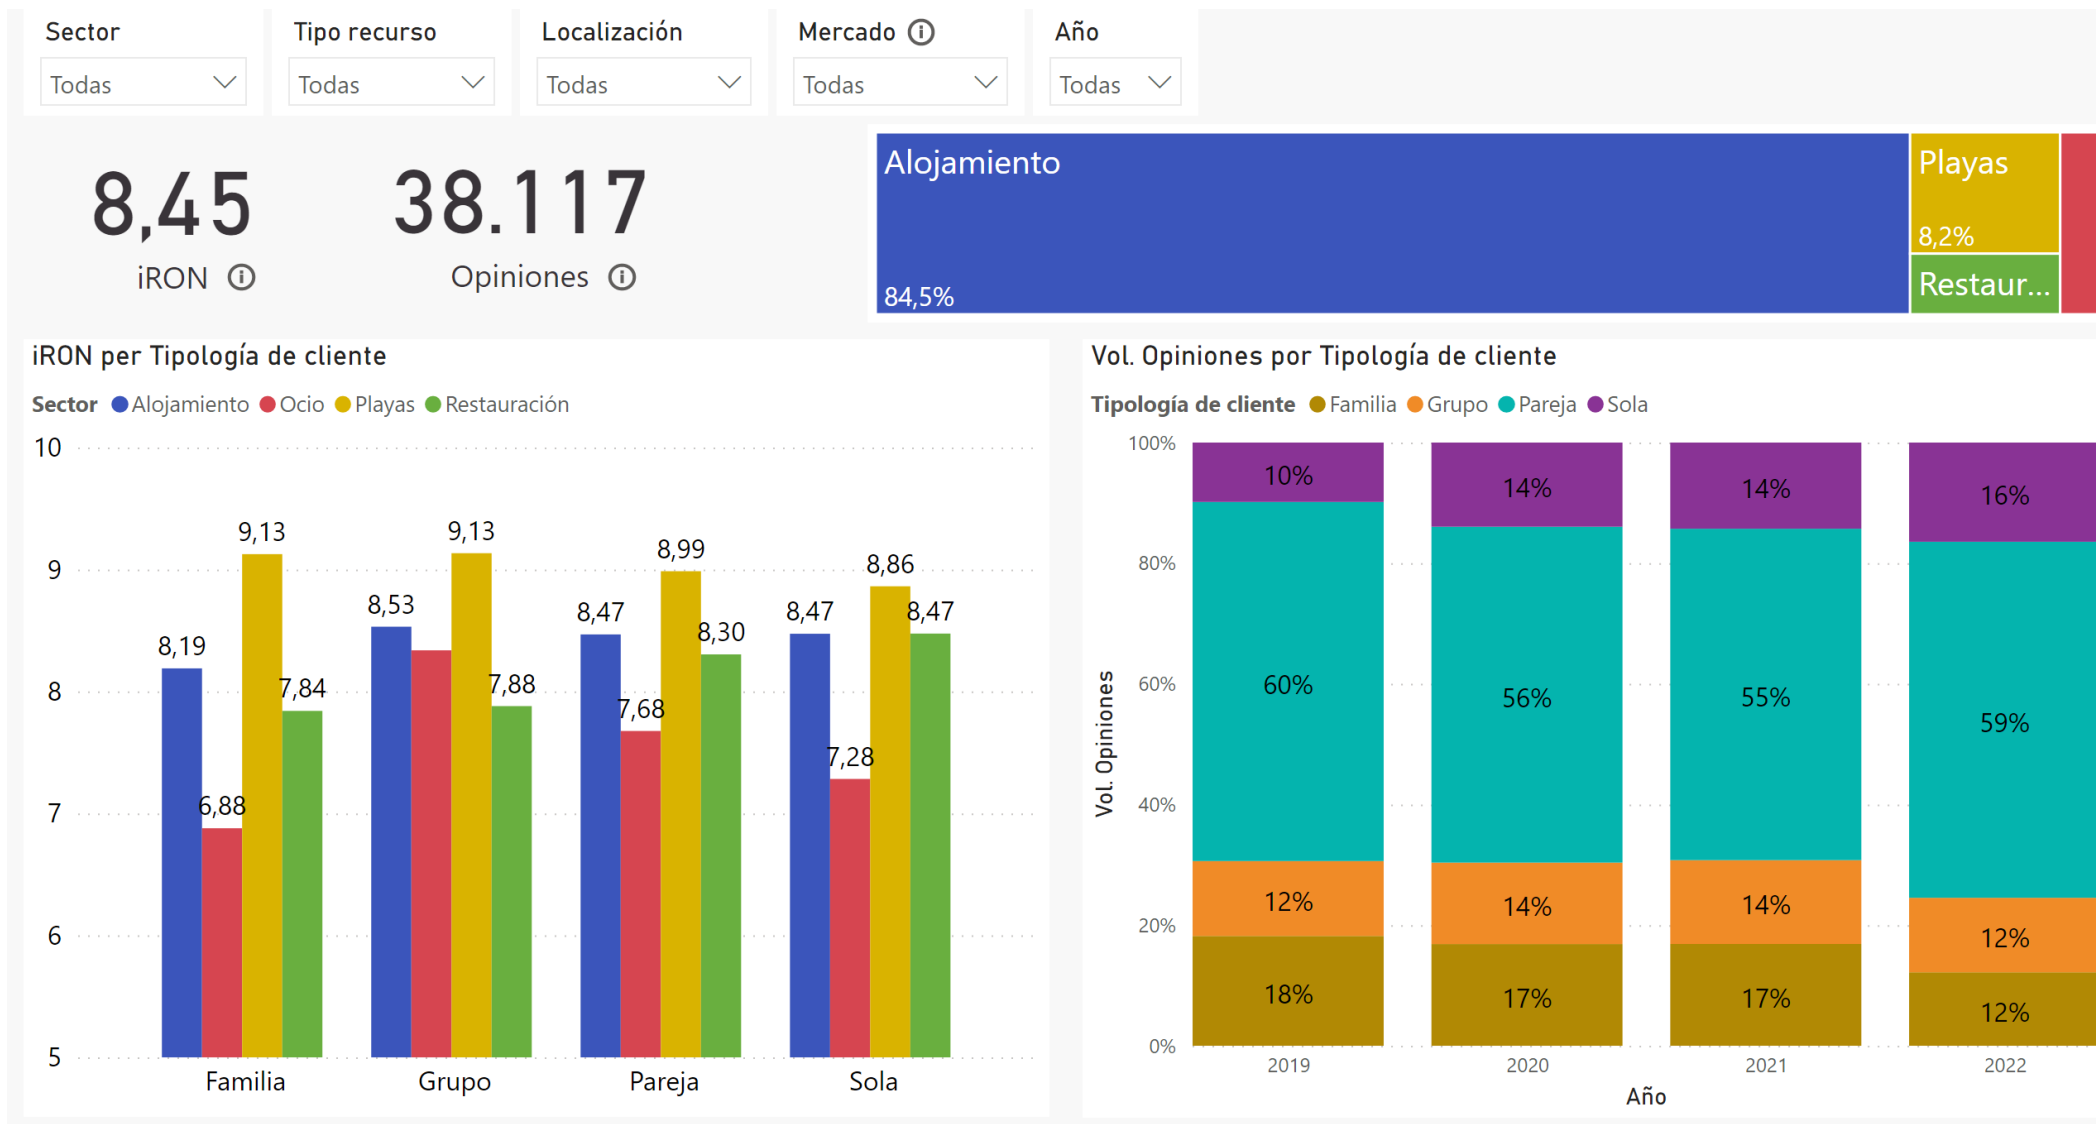 Sector
Tipo recurso
Localización
Mercado
Año
Todas
Todas
Todas
Todas
Todas
8,45
iRON
38.117
Opiniones
Alojamiento
84,5%
Playas
8,2%
Restaur...
iRON per Tipología de cliente
Sector Alojamiento Ocio Playas Restauración
10
9
8
7
6
5
8,19
6,88
9,13
7,84
8,53
9,13
7,88
8,47
7,68
8,99
8,30
8,47
7,28
8,86
8,47
Familia
Grupo
Pareja
Sola
Vol. Opiniones por Tipología de cliente
Tipología de cliente Familia Grupo Pareja Sola
Vol. Opiniones
100%
80%
60%
40%
20%
0%
10%
60%
12%
18%
14%
56%
14%
17%
14%
55%
14%
17%
16%
59%
12%
12%
2019
2020
2021
2022
Año